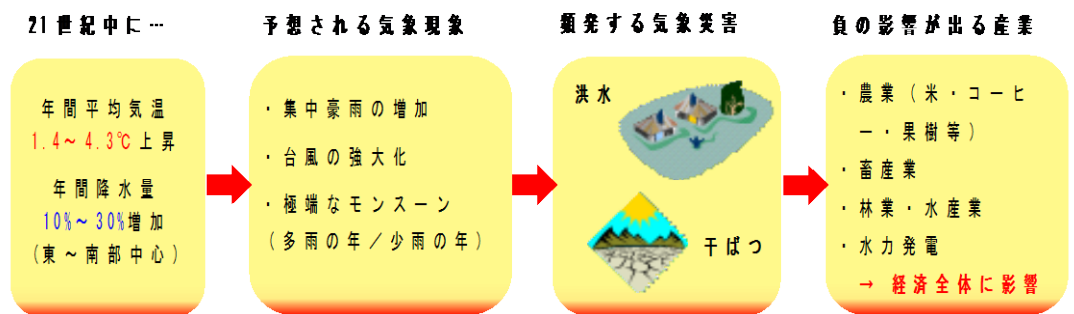 21世紀中に…
年間平均気温
1.4～4.3℃上昇
年間降水量
10%～30%増加
（東～南部中心）
予想される気象現象
・集中豪雨の増加
・台風の強大化
・極端なモンスーン
（多雨の年／少雨の年）
頻発する気象災害
洪水
干ばつ
負の影響が出る産業
・農業（米・コーヒ
ー・果樹等）
・畜産業
・林業・水産業
・水力発電
→ 経済全体に影響